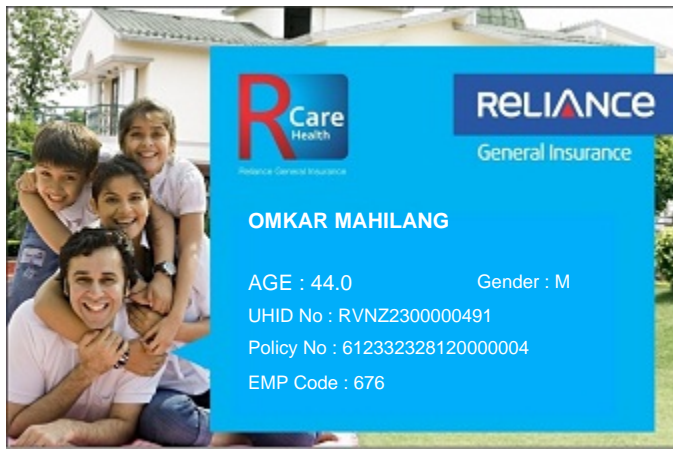 R Care
Health
Reliance General Insurance
RELIANCE
General Insurance
OMKAR MAHILANG
AGE : 44.0
Gender : M
UHID No : RVNZ2300000491
Policy No : 612332328120000004
EMP Code : 676